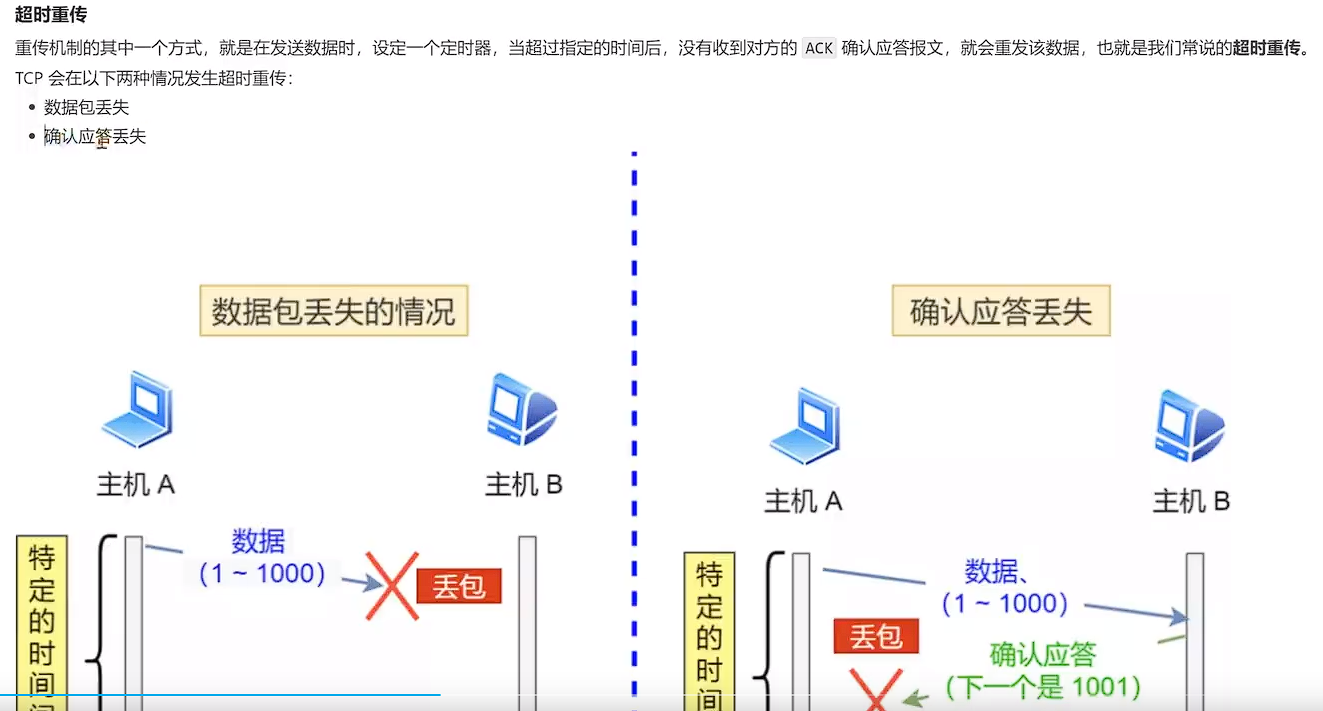 超时重传
重传机制的其中一个方式，就是在发送数据时，设定一个定时器，当超过指定的时间后，没有收到对方的 ACK 确认应答报文，就会重发该数据，也就是我们常说的超时重传。
TCP 会在以下两种情况发生超时重传：
数据包丢失
确认应答丢失
数据包丢失的情况
主机 A
主机 B
特定的时间
数据
(1 ~ 1000)
丢包
确认应答丢失
主机 A
主机 B
特定的时间
数据、
(1 ~ 1000)
丢包
确认应答
(下一个是 1001)